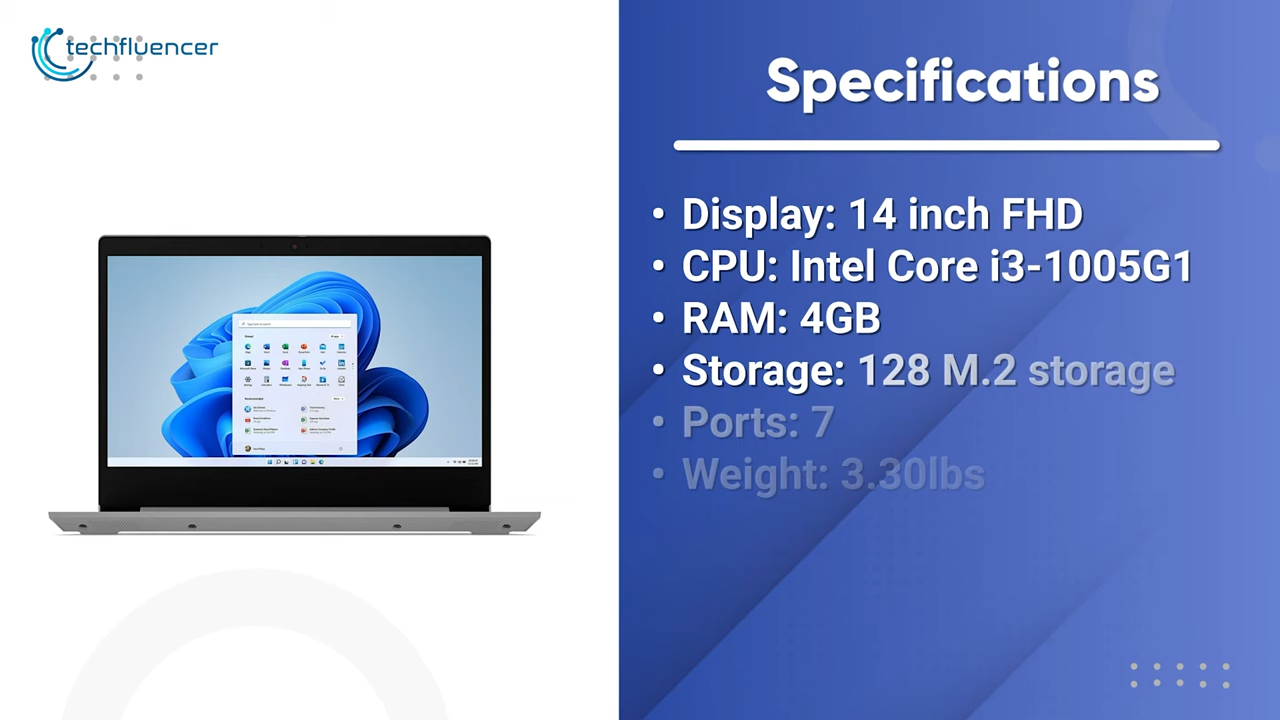 techfluencer
Specifications
• Display: 14 inch FHD
• CPU: Intel Core i3-1005G1
• RAM: 4GB
• Storage: 128 M.2 storage
• Ports: 7
• Weight: 3.30lbs